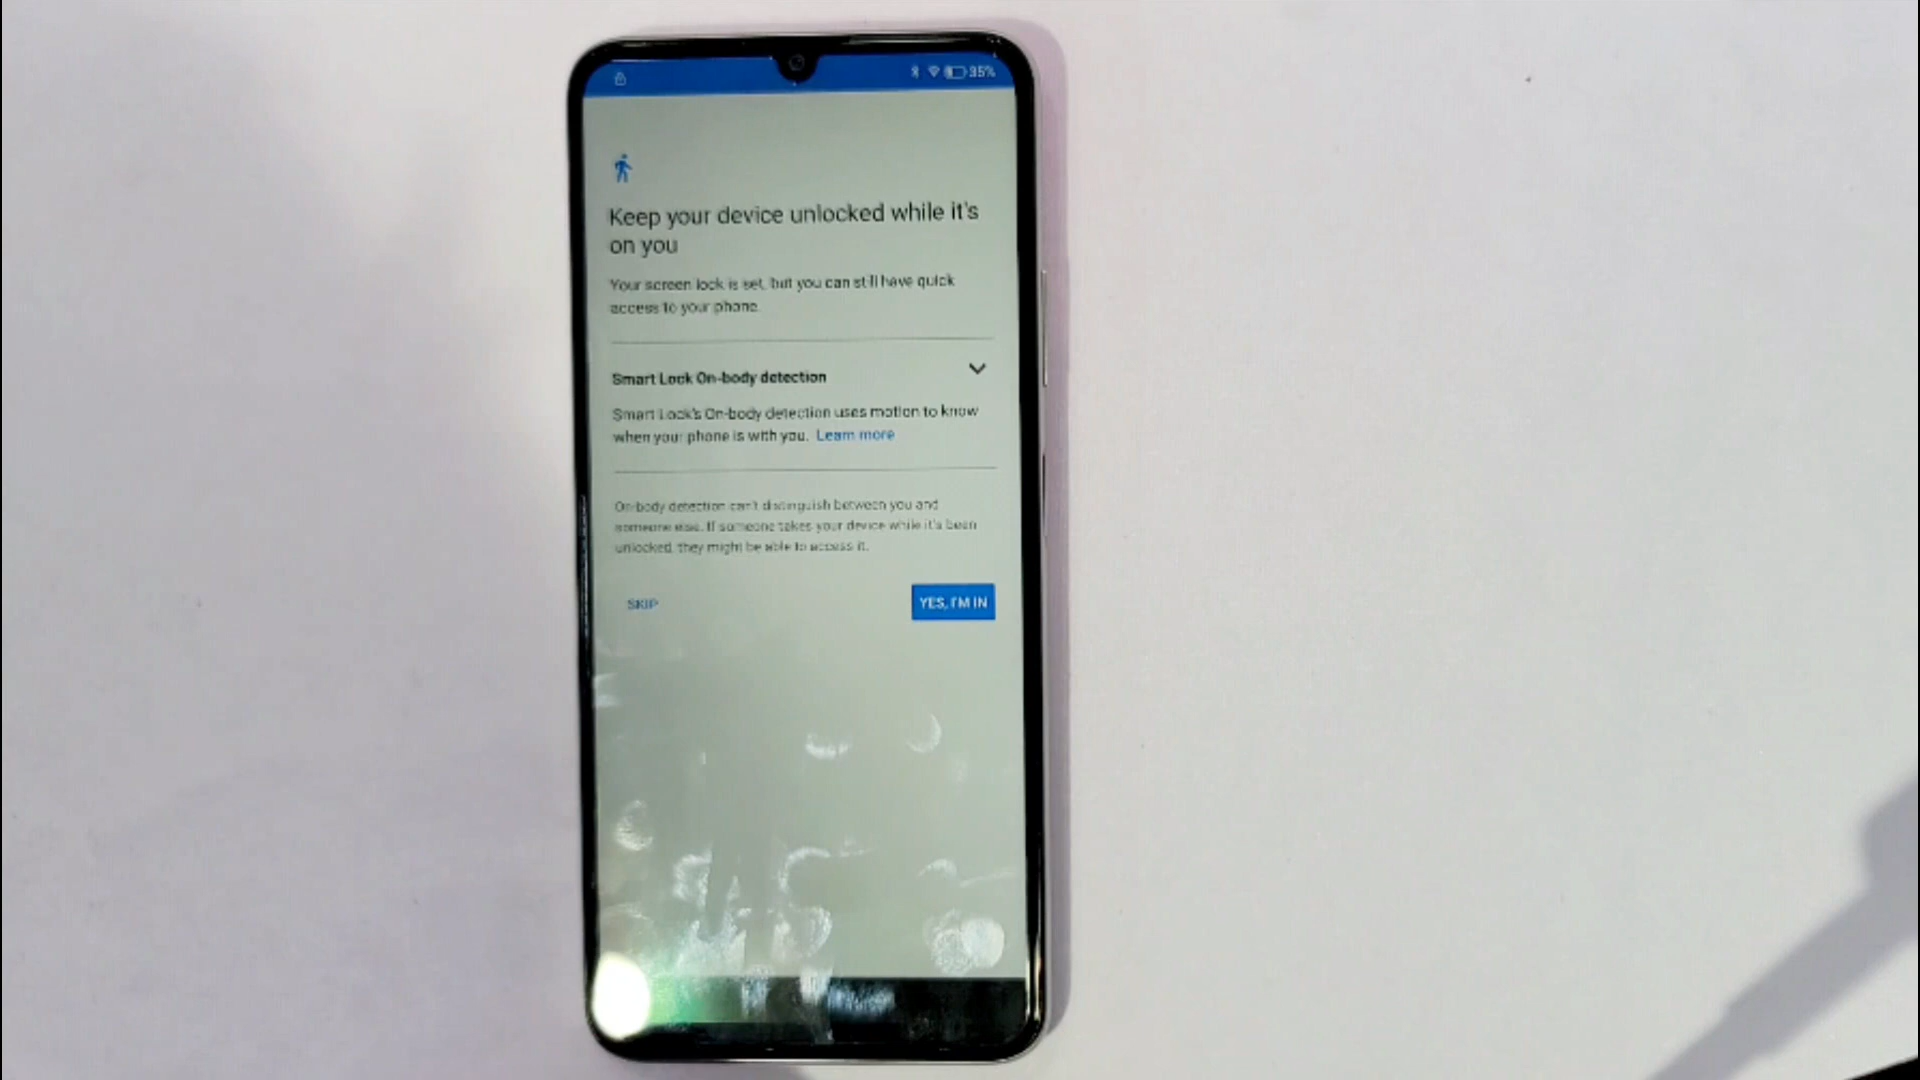 35%
Keep your device unlocked while it's
on you
Your screen lock is set, but you can still have quick
access to your phone.
Smart Lock On-body detection
Smart Lock's On-body detection uses motion to know
when your phone is with you. Learn more
On-body detection can't distinguish between you and
someone else. If someone takes your device while it's been
unlocked, they might be able to access it.
SKIP
YES, I'M IN